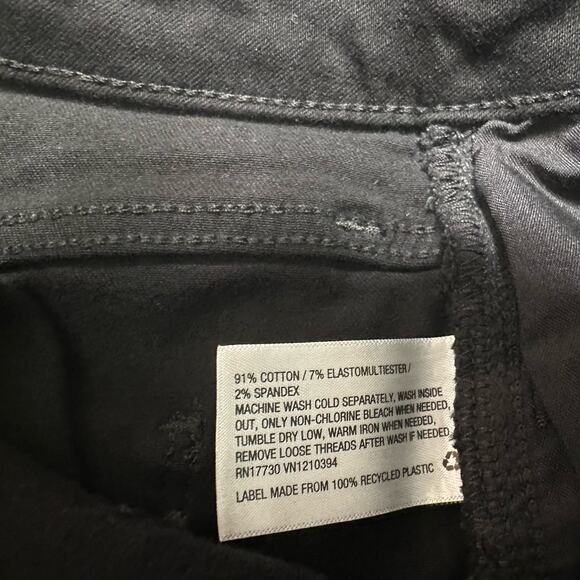 91% COTTON / 7% ELASTOMULTIESTER /
2% SPANDEX
MACHINE WASH COLD SEPARATELY, WASH INSIDE
OUT, ONLY NON-CHLORINE BLEACH WHEN NEEDED,
TUMBLE DRY LOW, WARM IRON WHEN NEEDED,
REMOVE LOOSE THREADS AFTER WASH IF NEEDED
RN17730 VN1210394
LABEL MADE FROM 100% RECYCLED PLASTIC